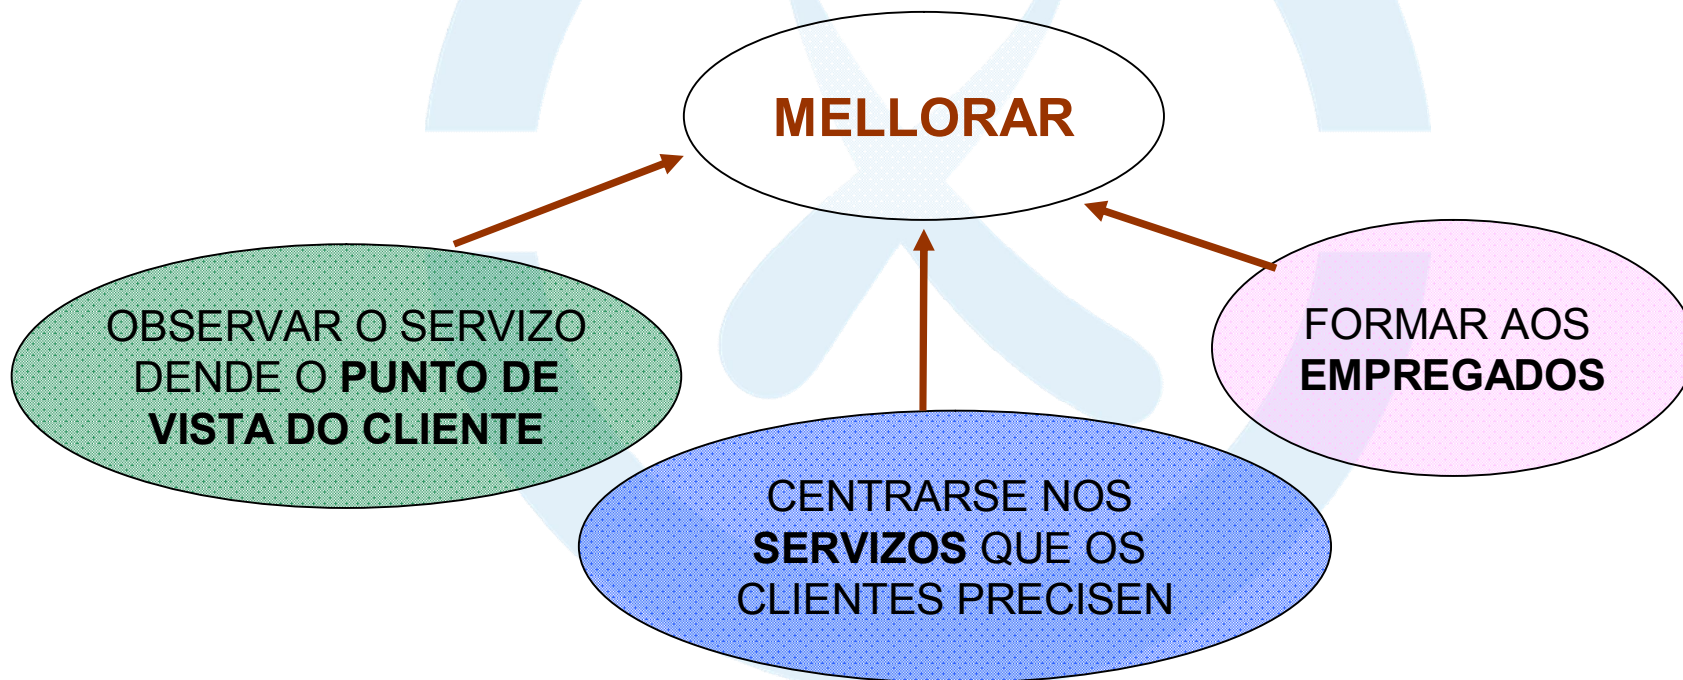 MELLORAR
OBSERVAR O SERVIZO
DENDE O PUNTO DE
VISTA DO CLIENTE
CENTRARSE NOS
SERVIZOS QUE OS
CLIENTES PRECISEN
FORMAR AOS
EMPREGADOS